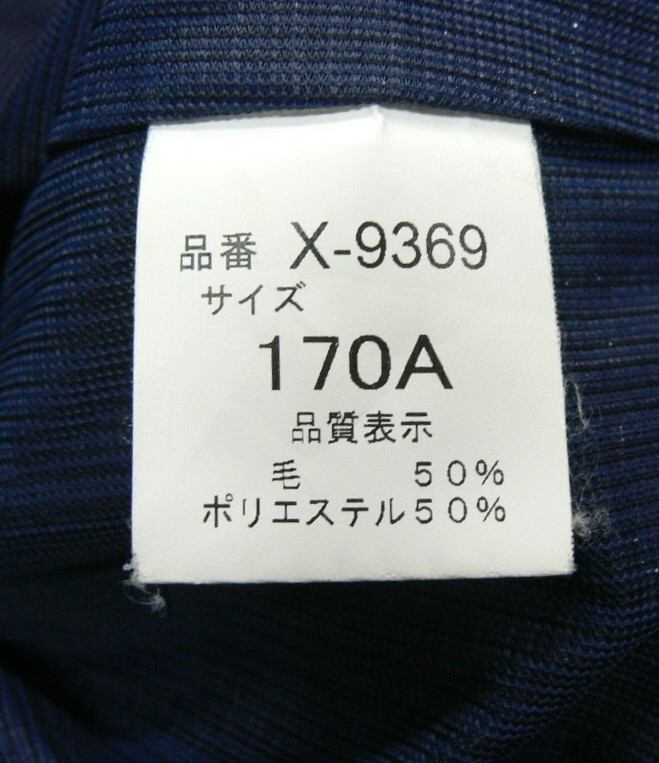 品番 X-9369
サイズ
170A
品質表示
毛 50%
ポリエステル50%